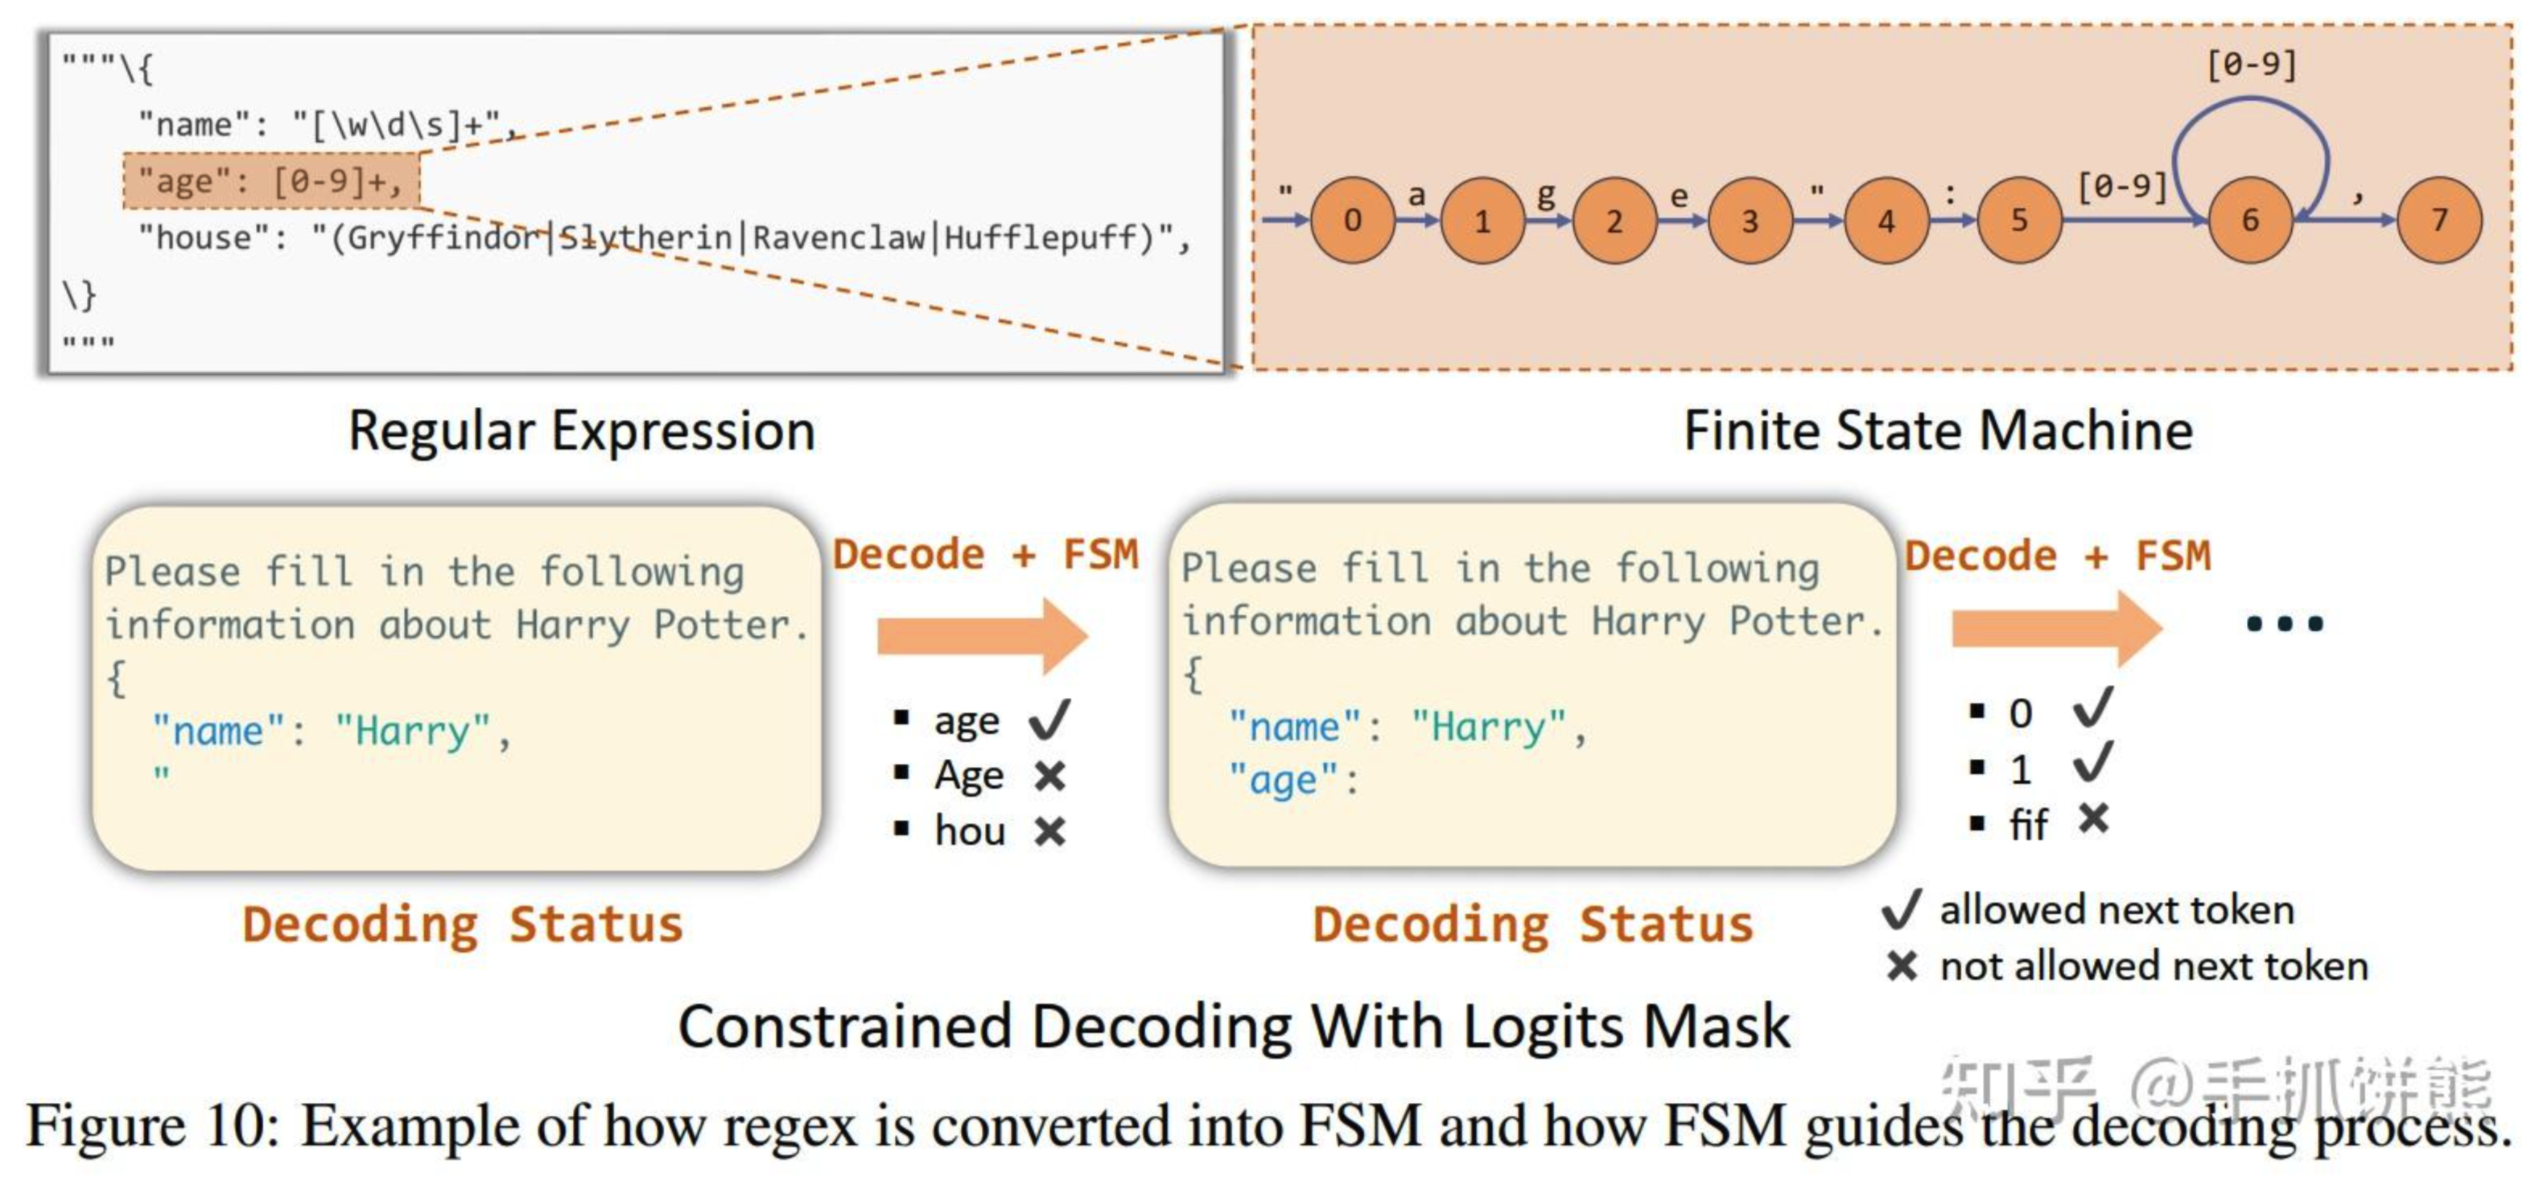 """\{
"name": "[\w\d\s]+",
"age": [0-9]+,
"house": "(Gryffindor|Slytherin|Ravenclaw|Hufflepuff)",
\}
"""
Regular Expression
[0-9]
" 0 a 1 g 2 e 3 " 4 : 5 [0-9] 6 , 7
Finite State Machine
Please fill in the following
information about Harry Potter.
{
"name": "Harry",
"
Decoding Status
Decode + FSM
▪ age ✓
▪ Age ✗
▪ hou ✗
Please fill in the following
information about Harry Potter.
{
"name": "Harry",
"age":
Decoding Status
Decode + FSM
▪ 0 ✓
▪ 1 ✓
▪ fif ✗
...
✓ allowed next token
✗ not allowed next token
Constrained Decoding With Logits Mask
知乎 @手抓饼熊
Figure 10: Example of how regex is converted into FSM and how FSM guides the decoding process.